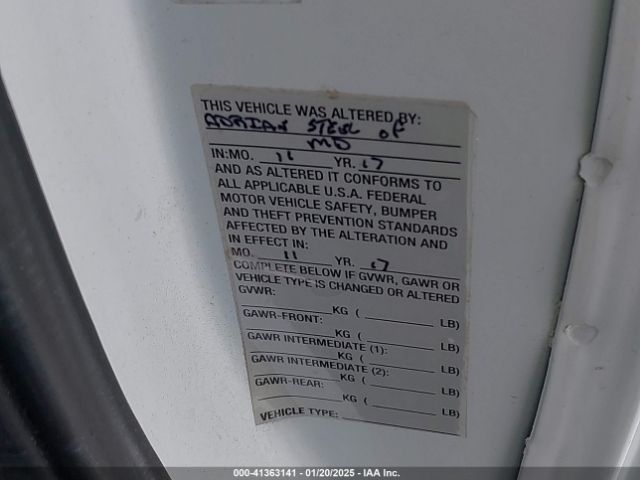 THIS VEHICLE WAS ALTERED BY:
ADRIAN STEEL OF
MD
IN:MO. 11 YR. 17
AND AS ALTERED IT CONFORMS TO
ALL APPLICABLE U.S.A. FEDERAL
MOTOR VEHICLE SAFETY, BUMPER
AND THEFT PREVENTION STANDARDS
AFFECTED BY THE ALTERATION AND
IN EFFECT IN:
MO. 11 YR. 17
COMPLETE BELOW IF GVWR, GAWR OR
VEHICLE TYPE IS CHANGED OR ALTERED
GVWR:
KG ( LB)
GAWR-FRONT:
KG ( LB)
GAWR INTERMEDIATE (1):
KG ( LB)
GAWR INTERMEDIATE (2):
KG ( LB)
GAWR-REAR:
KG ( LB)
VEHICLE TYPE:
000-41363141 - 01/20/2025 - IAA Inc.